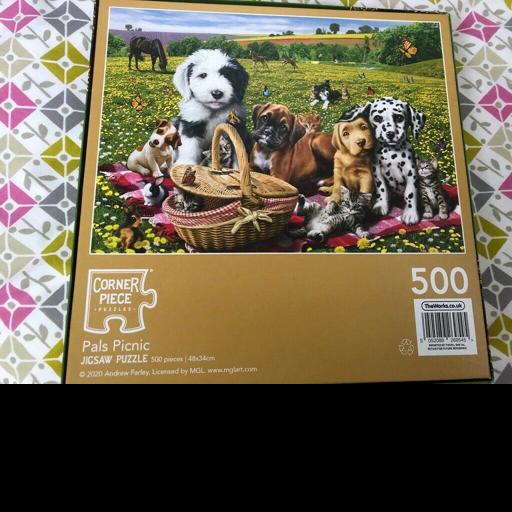 500
CORNER
PIECE
PUZZLES
Pals Picnic
JIGSAW PUZZLE 500 pieces | 48x34cm
© 2020 Andrew Farley, Licensed by MGL. www.mglart.com
TheWorks.co.uk